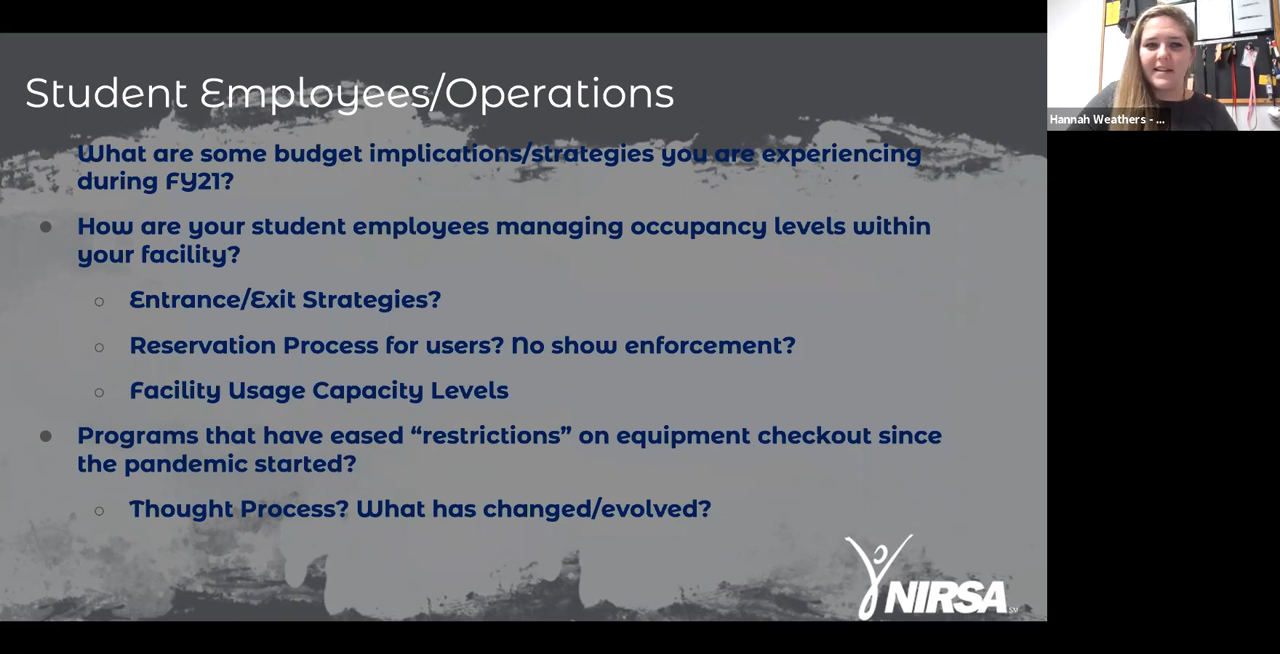 Student Employees/Operations
What are some budget implications/strategies you are experiencing
during FY21?
How are your student employees managing occupancy levels within
your facility?
Entrance/Exit Strategies?
Reservation Process for users? No show enforcement?
Facility Usage Capacity Levels
Programs that have eased “restrictions” on equipment checkout since
the pandemic started?
Thought Process? What has changed/evolved?
NIRSA
SM
Hannah Weathers - ...